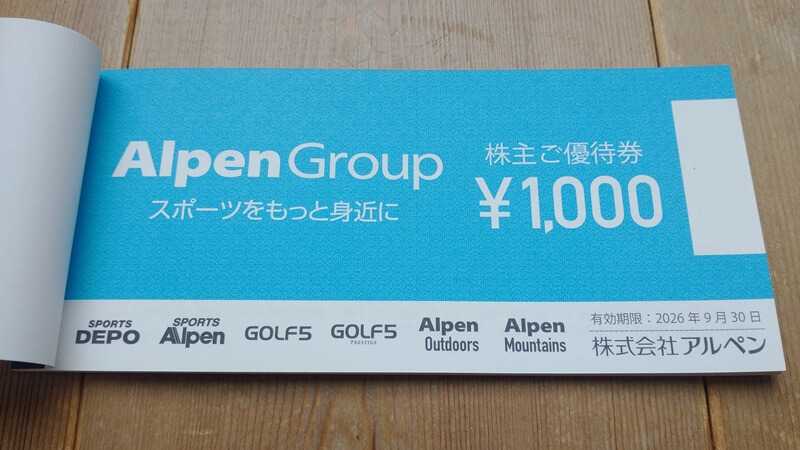 Alpen Group
スポーツをもっと身近に
株主ご優待券
¥1,000
SPORTS DEPO
SPORTS Alpen
GOLF5
GOLF5 PRESTIGE
Alpen Outdoors
Alpen Mountains
有効期限：2026年9月30日
株式会社アルペン